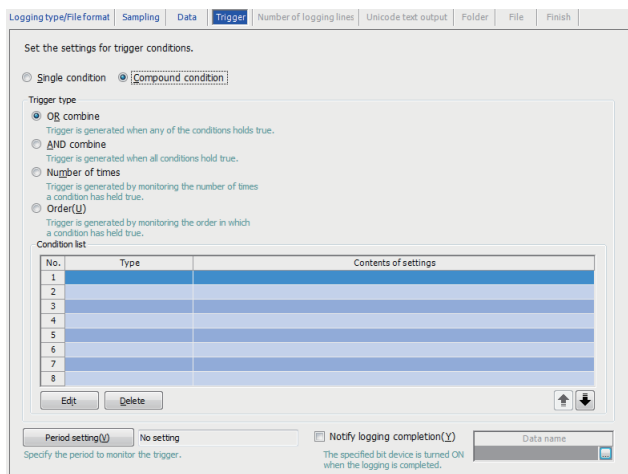 Logging type/File format Sampling Data Trigger Number of logging lines Unicode text output Folder File Finish
Set the settings for trigger conditions.
Single condition Compound condition
Trigger type
OR combine
Trigger is generated when any of the conditions holds true.
AND combine
Trigger is generated when all conditions hold true.
Number of times
Trigger is generated by monitoring the number of times
a condition has held true.
Order(U)
Trigger is generated by monitoring the order in which
a condition has held true.
Condition list
No. Type Contents of settings
1
2
3
4
5
6
7
8
Edit Delete
Period setting(V) No setting Notify logging completion(Y) Data name
Specify the period to monitor the trigger. The specified bit device is turned ON
when the logging is completed. ...